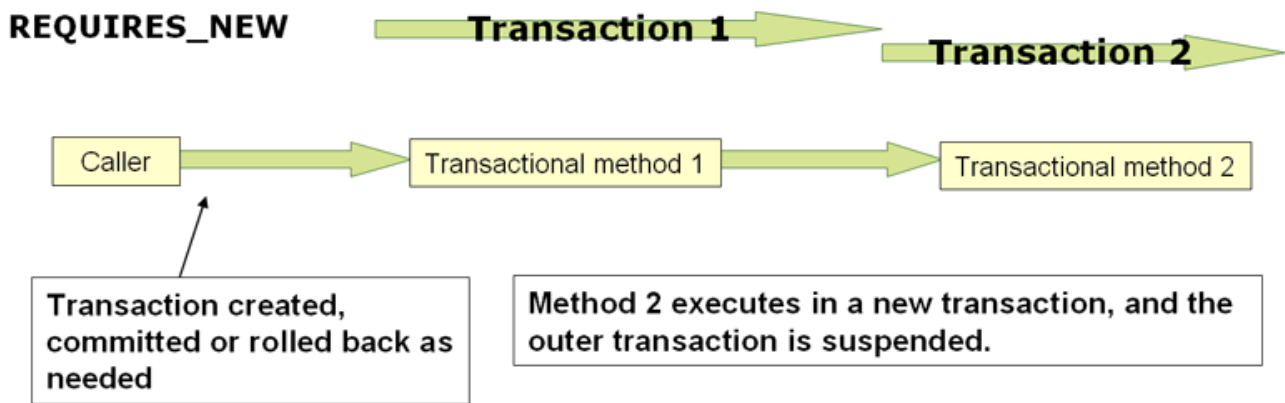 REQUIRES_NEW
Transaction 1
Transaction 2
Caller
Transactional method 1
Transactional method 2
Transaction created,
committed or rolled back as
needed
Method 2 executes in a new transaction, and the
outer transaction is suspended.